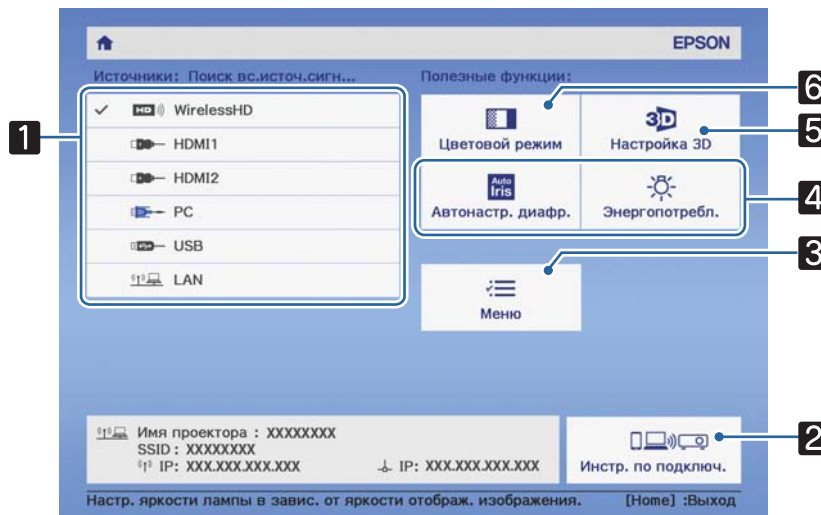 EPSON
Источники: Поиск вс.источ.сигн...
Полезные функции:
1
WirelessHD
HDMI1
HDMI2
PC
USB
LAN
6
Цветовой режим
3D
Настройка 3D
5
Auto
Iris
Автонастр. диафр.
Энергопотребл.
4
3
Меню
Имя проектора : XXXXXXXX
SSID : XXXXXXXX
IP: XXX.XXX.XXX.XXX IP: XXX.XXX.XXX.XXX
2
Инстр. по подключ.
Настр. яркости лампы в завис. от яркости отображ. изображения. [Home] :Выход